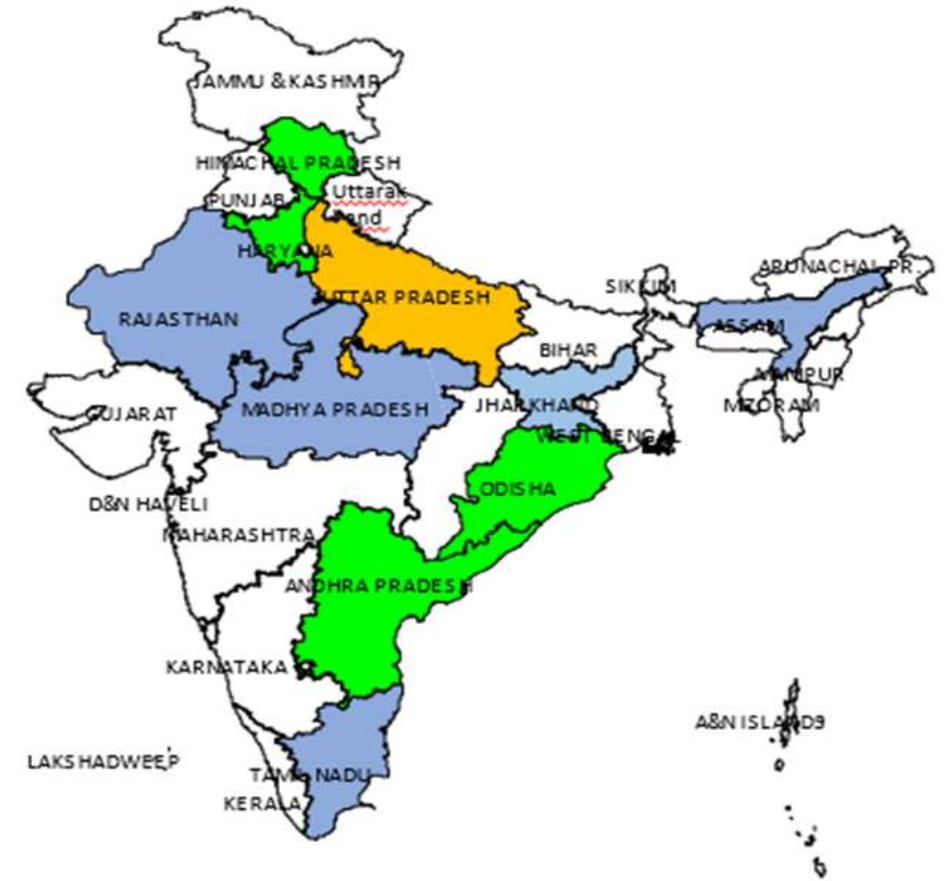 JAMMU &KASHMIR
HIMACHAL PRADESH
PUNJAB
Uttarak
hand
HARYANA
UTTAR PRADESH
RAJASTHAN
SIKKIM
ARUNACHAL PR.
ASSAM
BIHAR
MANIPUR
MIZORAM
JHARKHAND
MADHYA PRADESH
GUJARAT
WEST BENGAL
ODISHA
D&N HAVELI
MAHARASHTRA
ANDHRA PRADESH
KARNATAKA
A&N ISLANDS
LAKSHADWEEP
TAMIL NADU
KERALA